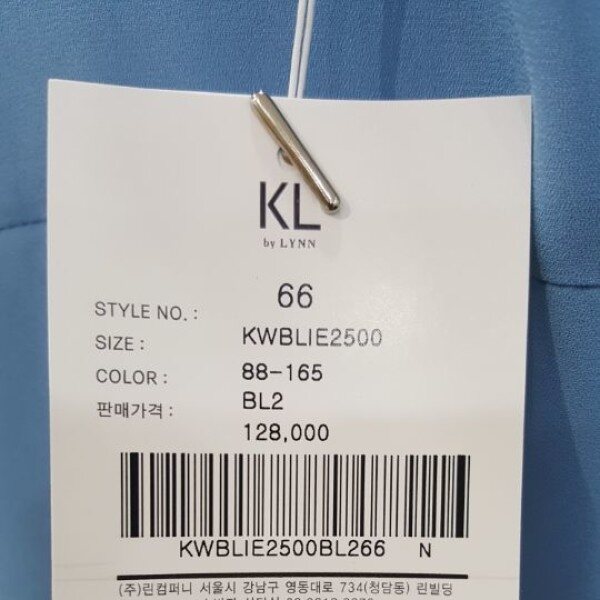 KL
by LYNN
66
STYLE NO. : KWBLIE2500
SIZE : 88-165
COLOR : BL2
판매가격 : 128,000
KWBLIE2500BL266 N
(주)린컴퍼니 서울시 강남구 영동대로 734(청담동) 린빌딩